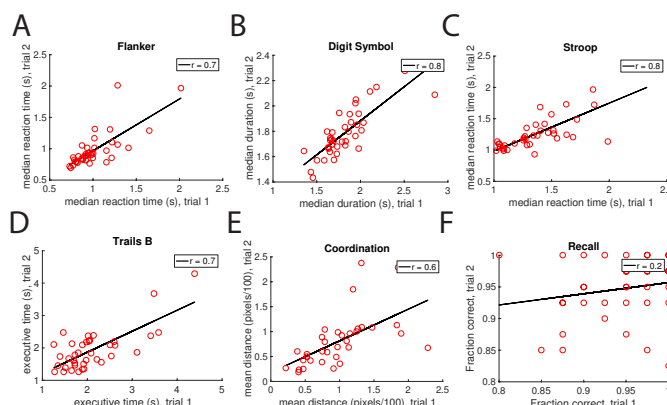 A
Flanker
r = 0.7
median reaction time (s), trial 2
2.5
2
1.5
1
0.5
0.5
1
1.5
2
2.5
median reaction time (s), trial 1
B
Digit Symbol
r = 0.8
median duration (s), trial 2
2.4
2.2
2
1.8
1.6
1.4
1
1.5
2
2.5
3
median duration (s), trial 1
C
Stroop
r = 0.8
median reaction time (s), trial 2
2.5
2
1.5
1
0.5
1
1.5
2
2.5
median reaction time (s), trial 1
D
Trails B
r = 0.7
executive time (s), trial 2
5
4
3
2
1
1
2
3
4
5
executive time (s), trial 1
E
Coordination
r = 0.6
mean distance (pixels/100), trial 2
2.5
2
1.5
1
0.5
0
0
0.5
1
1.5
2
2.5
mean distance (pixels/100), trial 1
F
Recall
r = 0.2
Fraction correct, trial 2
1
0.95
0.9
0.85
0.8
0.8
0.85
0.9
0.95
Fraction correct, trial 1